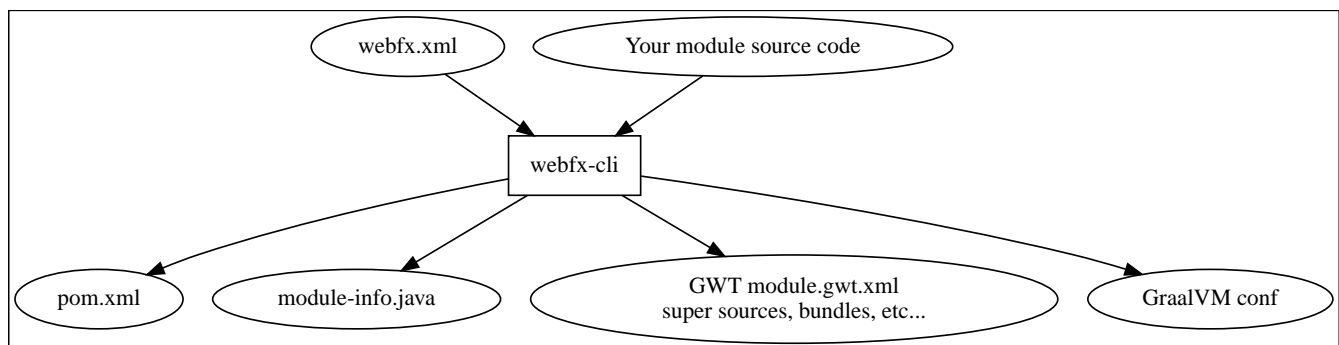 webfx.xml
Your module source code
webfx-cli
pom.xml
module-info.java
GWT module.gwt.xml
super sources, bundles, etc...
GraalVM conf